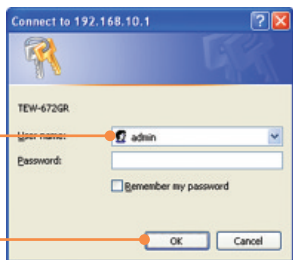 Connect to 192.168.10.1
TEW-672GR
User name:
admin
Password:
Remember my password
OK
Cancel